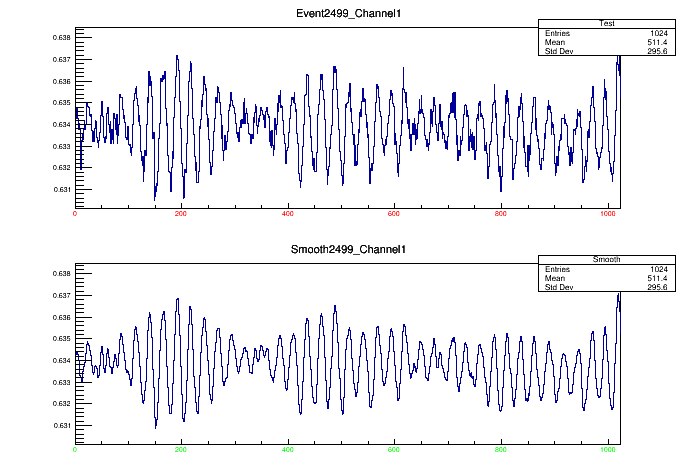 Event2499_Channel1
Test
Entries 1024
Mean 511.4
Std Dev 295.6
0.638
0.637
0.636
0.635
0.634
0.633
0.632
0.631
0 200 400 600 800 1000
Smooth2499_Channel1
Smooth
Entries 1024
Mean 511.4
Std Dev 295.6
0.638
0.637
0.636
0.635
0.634
0.633
0.632
0.631
0 200 400 600 800 1000